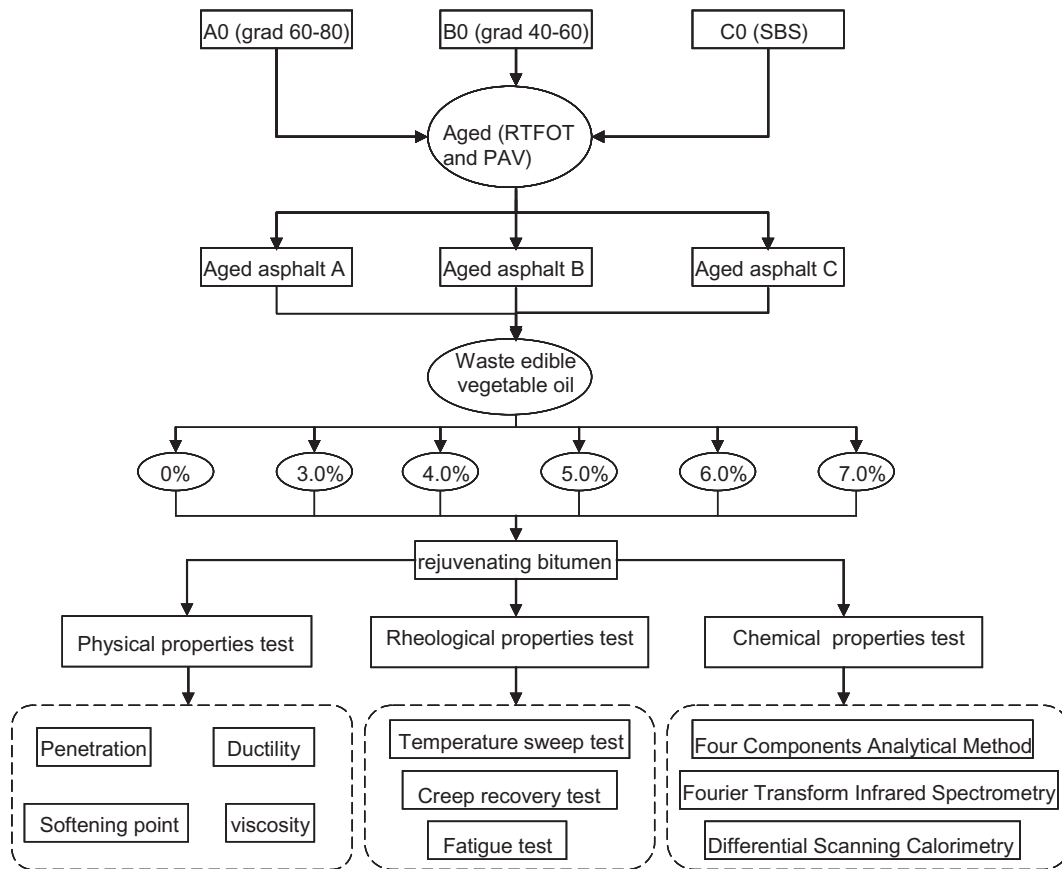 A0 (grad 60-80)
B0 (grad 40-60)
C0 (SBS)
Aged (RTFOT
and PAV)
Aged asphalt A
Aged asphalt B
Aged asphalt C
Waste edible
vegetable oil
0%
3.0%
4.0%
5.0%
6.0%
7.0%
rejuvenating bitumen
Physical properties test
Rheological properties test
Chemical properties test
Penetration
Ductility
Softening point
viscosity
Temperature sweep test
Creep recovery test
Fatigue test
Four Components Analytical Method
Fourier Transform Infrared Spectrometry
Differential Scanning Calorimetry